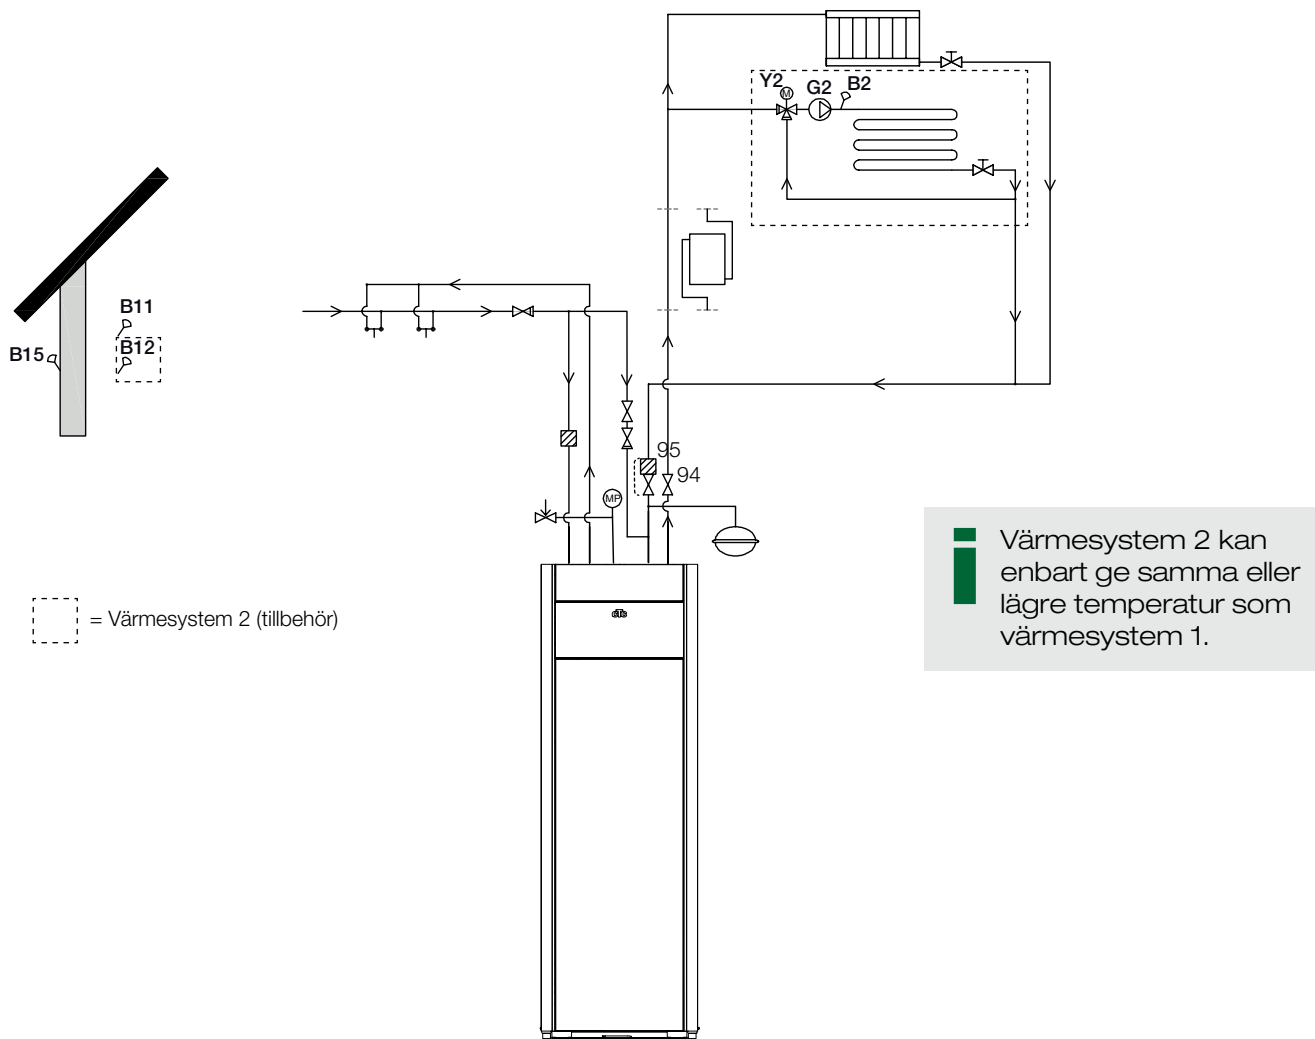 Y2
M
G2
B2
B11
B15
B12
95
94
MP
CTC
= Värmesystem 2 (tillbehör)
Värmesystem 2 kan
enbart ge samma eller
lägre temperatur som
värmesystem 1.